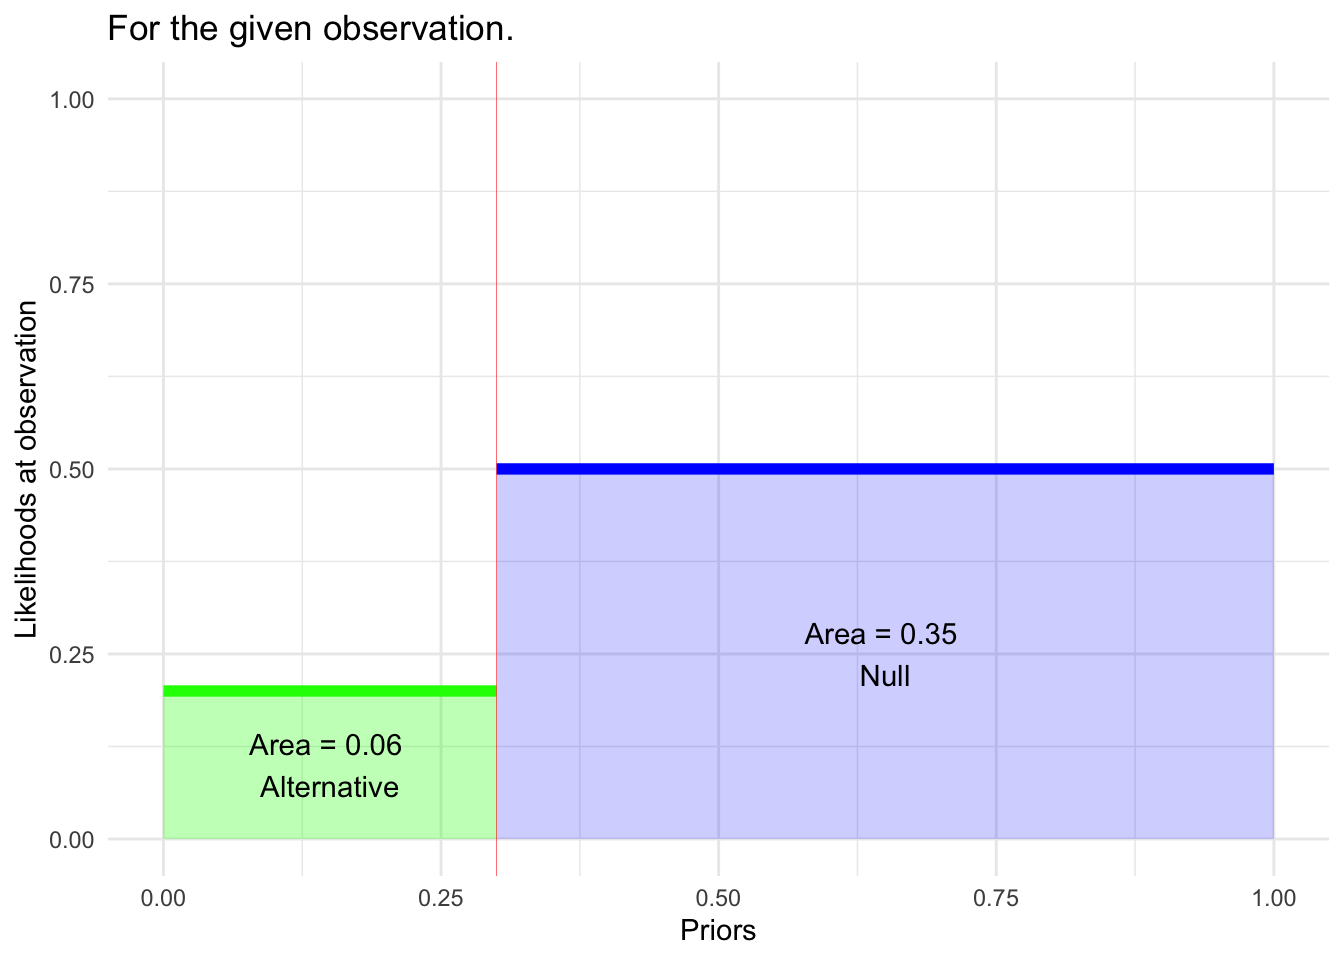 For the given observation.
1.00
0.75
0.50
0.25
0.00
Likelihoods at observation
Area = 0.35
Null
Area = 0.06
Alternative
0.00 0.25 0.50 0.75 1.00
Priors